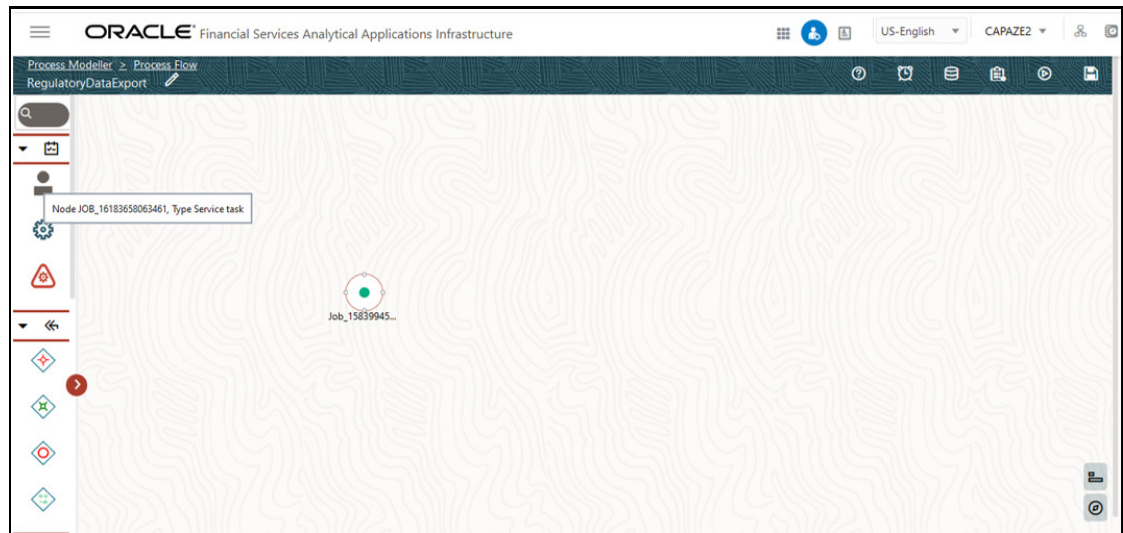 ORACLE Financial Services Analytical Applications Infrastructure
US-English
CAPAZE2
Process Modeller > Process Flow
RegulatoryDataExport
Node JOB_16183658063461, Type Service task
Job_15839945...